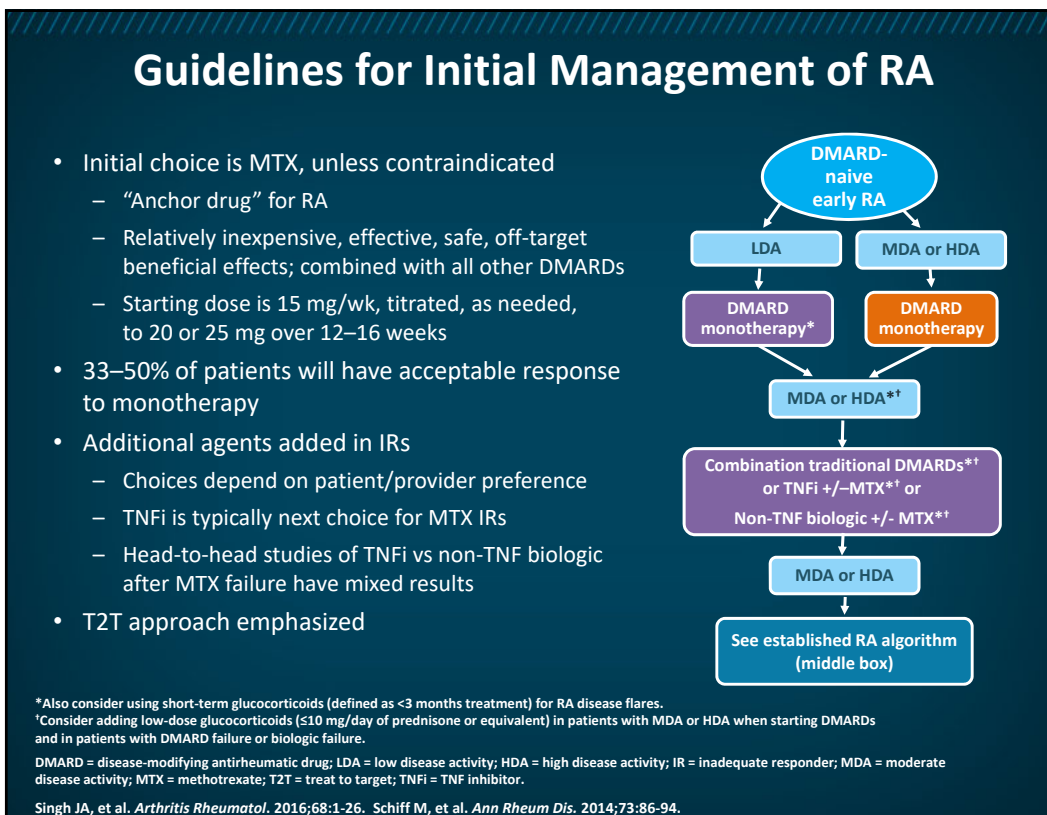 Guidelines for Initial Management of RA
• Initial choice is MTX, unless contraindicated
– “Anchor drug” for RA
– Relatively inexpensive, effective, safe, off-target
beneficial effects; combined with all other DMARDs
– Starting dose is 15 mg/wk, titrated, as needed,
to 20 or 25 mg over 12–16 weeks
• 33–50% of patients will have acceptable response
to monotherapy
• Additional agents added in IRs
– Choices depend on patient/provider preference
– TNFi is typically next choice for MTX IRs
– Head-to-head studies of TNFi vs non-TNF biologic
after MTX failure have mixed results
• T2T approach emphasized
DMARD-
naive
early RA
LDA
MDA or HDA
DMARD
monotherapy*
DMARD
monotherapy
MDA or HDA*†
Combination traditional DMARDs*†
or TNFi +/–MTX*† or
Non-TNF biologic +/- MTX*†
MDA or HDA
See established RA algorithm
(middle box)
*Also consider using short-term glucocorticoids (defined as <3 months treatment) for RA disease flares.
†Consider adding low-dose glucocorticoids (≤10 mg/day of prednisone or equivalent) in patients with MDA or HDA when starting DMARDs
and in patients with DMARD failure or biologic failure.
DMARD = disease-modifying antirheumatic drug; LDA = low disease activity; HDA = high disease activity; IR = inadequate responder; MDA = moderate
disease activity; MTX = methotrexate; T2T = treat to target; TNFi = TNF inhibitor.
Singh JA, et al. Arthritis Rheumatol. 2016;68:1-26. Schiff M, et al. Ann Rheum Dis. 2014;73:86-94.